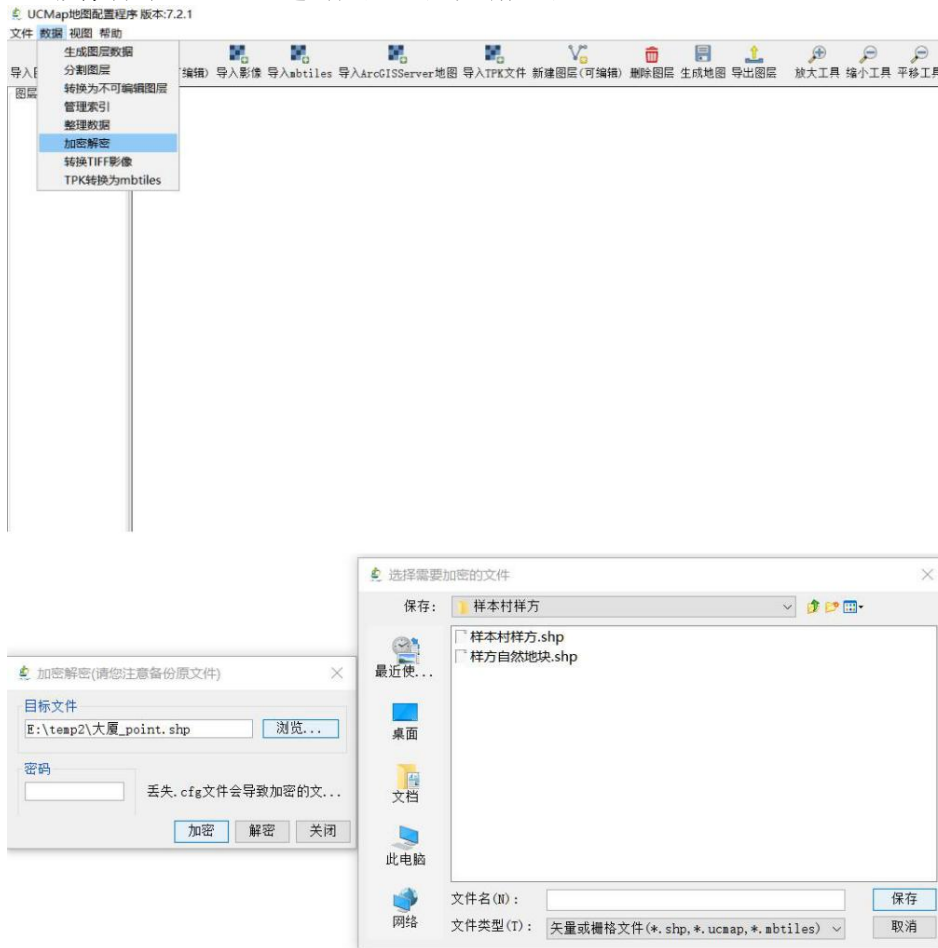 UCMap地图配置程序 版本:7.2.1
文件 数据 视图 帮助
生成图层数据
分割图层
转换为不可编辑图层
管理索引
整理数据
加密解密
转换TIFF影像
TPK转换为mbtiles
编辑) 导入影像 导入mbtiles 导入ArcGISServer地图 导入TPK文件 新建图层(可编辑) 删除图层 生成地图 导出图层 放大工具 缩小工具 平移工具
图层
选择需要加密的文件
保存: 样本村样方
样本村样方.shp
样方自然地块.shp
最近使...
桌面
文档
此电脑
网络
文件名(N):
保存
文件类型(T): 矢量或栅格文件(*.shp,*.ucmap,*.mbtiles)
取消
加密解密(请您注意备份原文件)
目标文件
E:\temp2\大厦_point.shp 浏览...
密码
丢失.cfg文件会导致加密的文...
加密 解密 关闭